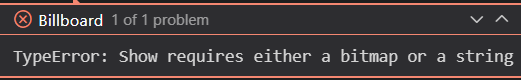 Billboard 1 of 1 problem
TypeError: Show requires either a bitmap or a string